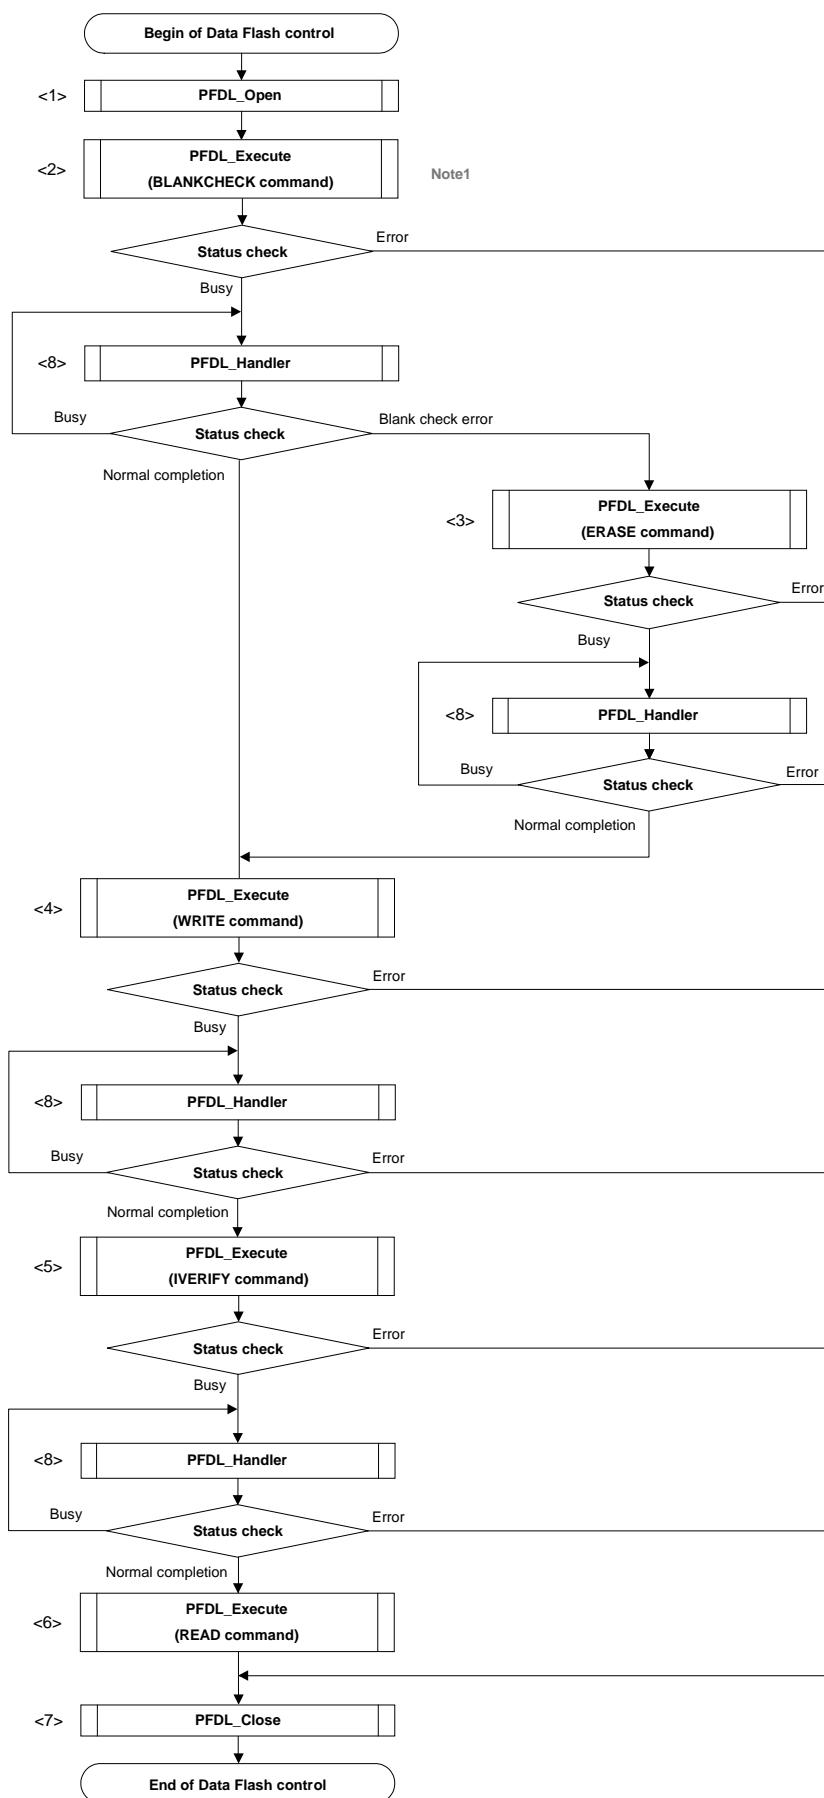 Begin of Data Flash control
<1>
PFDL_Open
<2>
PFDL_Execute
(BLANKCHECK command)
Note1
Status check
Error
Busy
<8>
PFDL_Handler
Busy
Status check
Blank check error
Normal completion
<3>
PFDL_Execute
(ERASE command)
Status check
Error
Busy
<8>
PFDL_Handler
Busy
Status check
Error
Normal completion
<4>
PFDL_Execute
(WRITE command)
Status check
Error
Busy
<8>
PFDL_Handler
Busy
Status check
Error
Normal completion
<5>
PFDL_Execute
(IVERIFY command)
Status check
Error
Busy
<8>
PFDL_Handler
Busy
Status check
Error
Normal completion
<6>
PFDL_Execute
(READ command)
<7>
PFDL_Close
End of Data Flash control